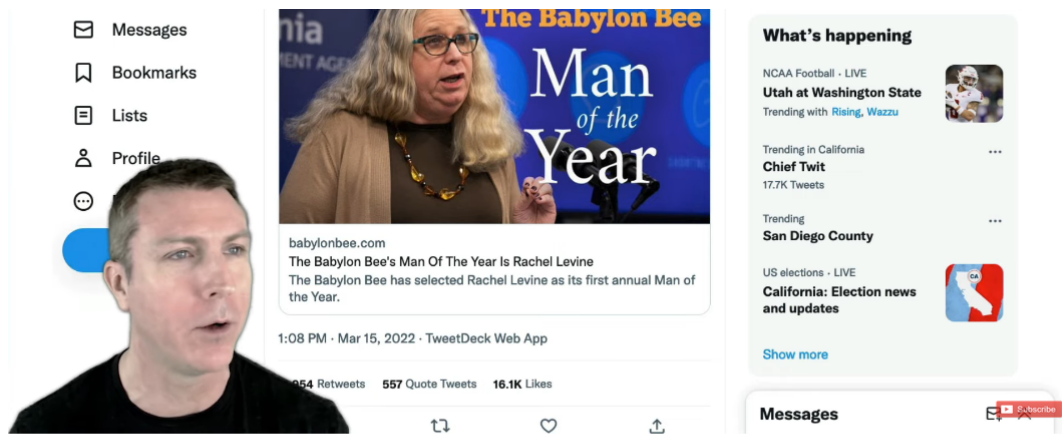 Messages
Bookmarks
Lists
Profile
nia
MENT AGEN
The Babylon Bee
Man
of the
Year
babylonbee.com
The Babylon Bee's Man Of The Year Is Rachel Levine
The Babylon Bee has selected Rachel Levine as its first annual Man of
the Year.
1:08 PM · Mar 15, 2022 · TweetDeck Web App
954 Retweets 557 Quote Tweets 16.1K Likes
What's happening
NCAA Football · LIVE
Utah at Washington State
Trending with Rising, Wazzu
Trending in California
Chief Twit
17.7K Tweets
Trending
San Diego County
US elections · LIVE
California: Election news
and updates
CA
Show more
Messages
Subscribe